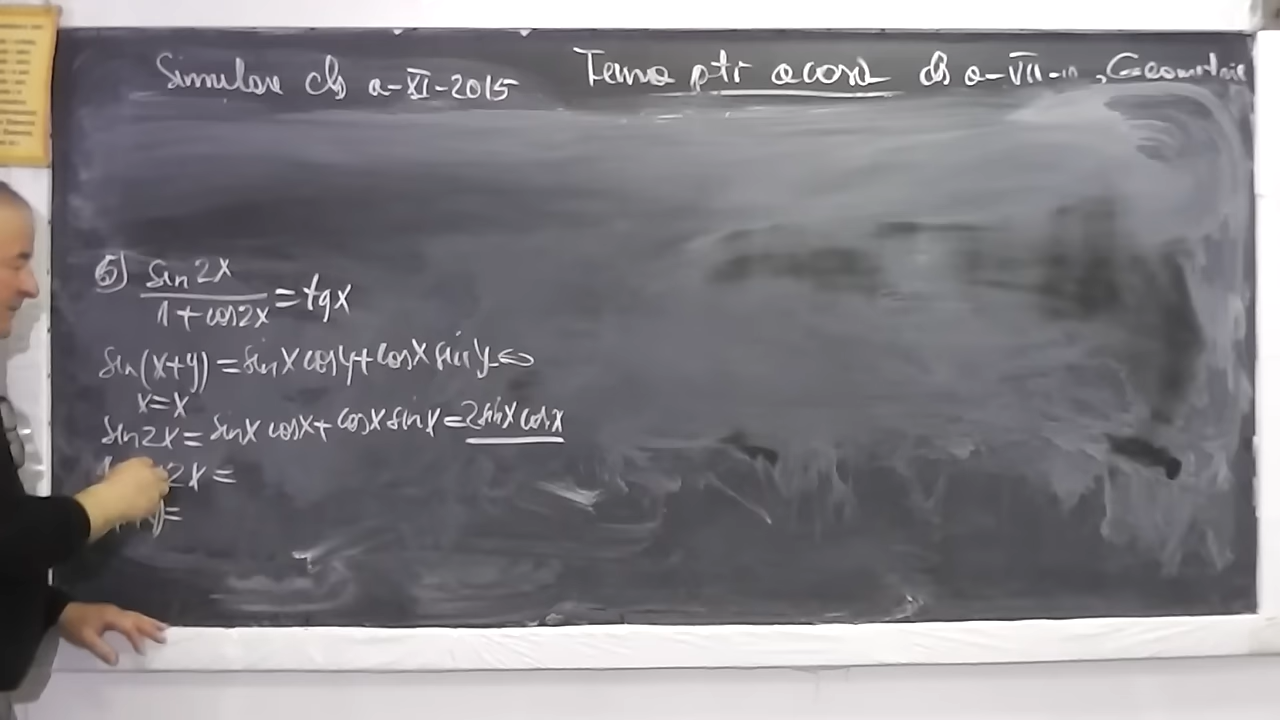 Simulare cls a-XI-2015 Tema ptr acasă cls a-VII-a, Geometrie
6) sin2x / 1+cos2x = tgx
sin(x+y)=sinx cosy+cosx siny ⇔
x=x
sin2x=sinx cosx+cosx sinx=2sinx cosx
2x=
y)=